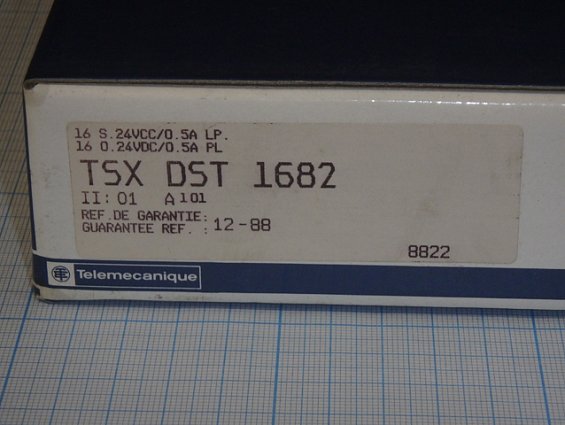 16 S.24VCC/0.5A LP.
16 O.24VDC/0.5A PL
TSX DST 1682
II: 01 A101
REF.DE GARANTIE:
GUARANTEE REF. : 12-88
8822
Telemecanique